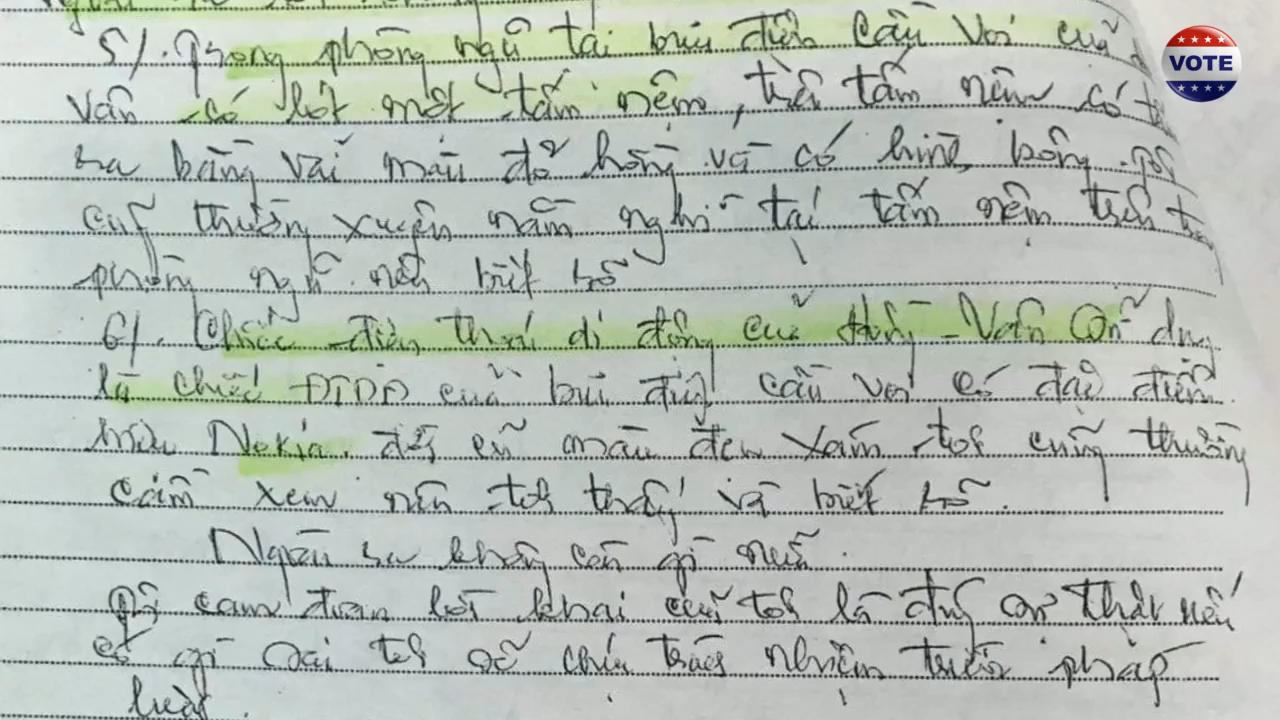 5/. Trong phòng ngủ tại bưu điện Cầu Voi của
Vân có lót một tấm nệm, trên tấm nệm có
ra bằng vải màu đỏ hồng và có hình bông
thường xuyên nằm nghỉ tại tấm nệm trên
phòng ngủ nên biết rõ
6/. Chiếc điện thoại di động của Hồng - Vân sử dụng
là chiếc ĐTDĐ của bưu điện cầu voi có đặc điểm
hiệu Nokia. màu đen xám tôi cũng thường
cầm xem nên tôi thấy và biết rõ.
Ngoài ra không còn gì nữa.
Tôi cam đoan lời khai của tôi là đúng sự thật nếu
có gì sai tôi sẽ chịu trách nhiệm trước pháp
luật.
VOTE